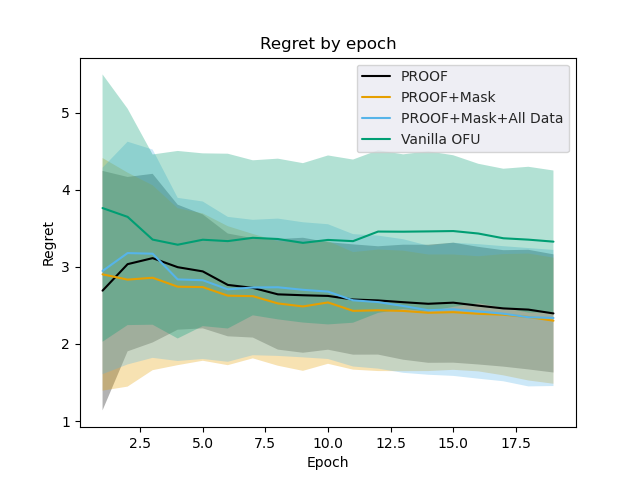 Regret by epoch
PROOF
PROOF+Mask
PROOF+Mask+All Data
Vanilla OFU
Regret
5
4
3
2
1
2.5 5.0 7.5 10.0 12.5 15.0 17.5
Epoch